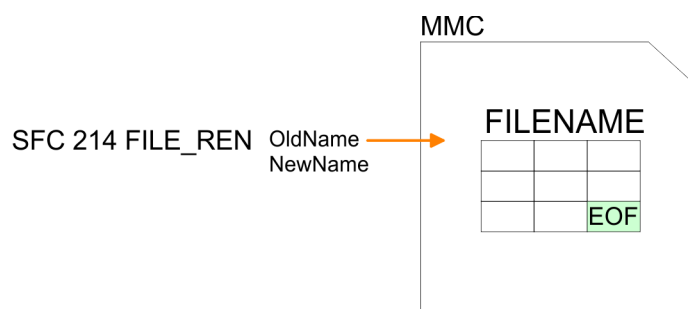 MMC
FILENAME
SFC 214 FILE_REN OldName
NewName
EOF